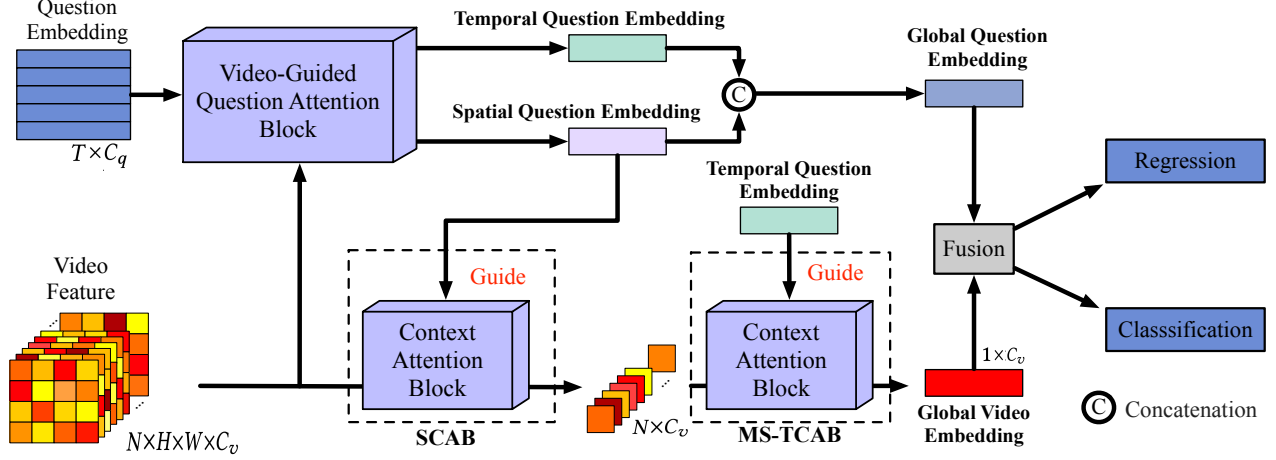 Question
Embedding
T×C_q
Video-Guided
Question Attention
Block
Temporal Question Embedding
Spatial Question Embedding
C
Global Question
Embedding
Temporal Question
Embedding
Regression
Fusion
Classsification
Video
Feature
N×H×W×C_v
Guide
Context
Attention
Block
SCAB
N×C_v
Guide
Context
Attention
Block
MS-TCAB
1×C_v
Global Video
Embedding
C Concatenation